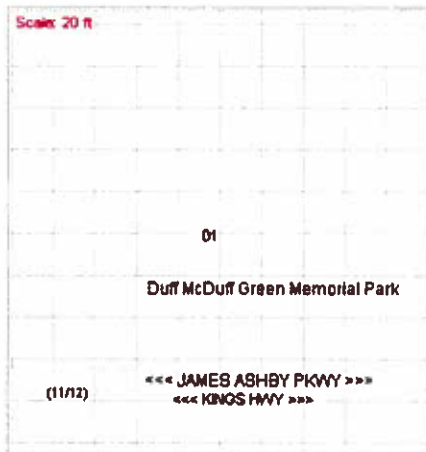 Scale: 20 ft
01
Duff McDuff Green Memorial Park
<<< JAMES ASHBY PKWY >>>
(11/12)
<<< KINGS HWY >>>